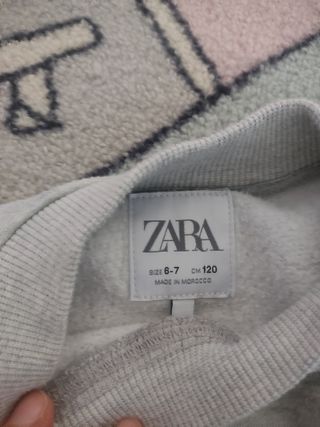 ZARA
SIZE 6-7 CM 120
MADE IN MOROCCO